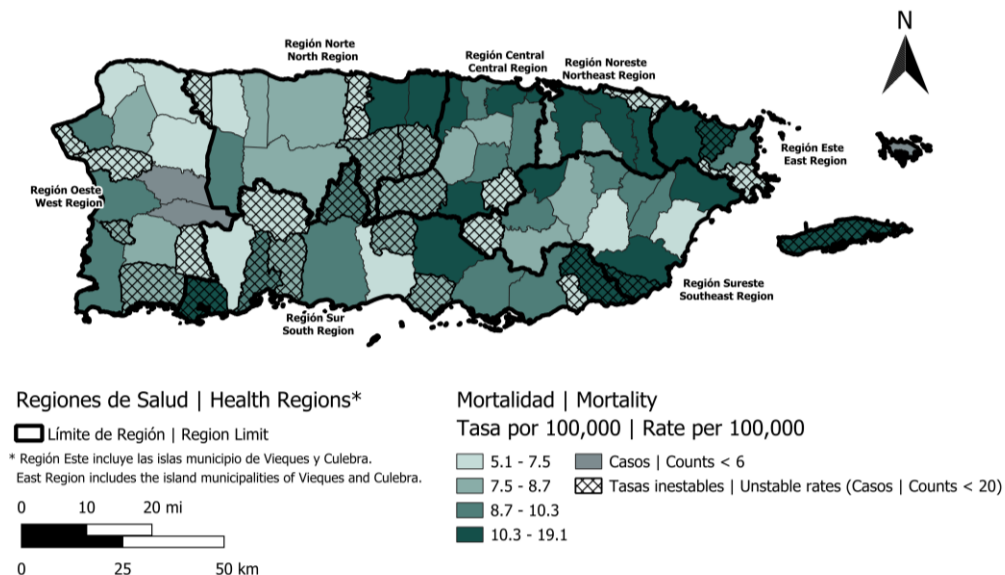 N
Región Norte
North Region
Región Central
Central Region
Región Noreste
Northeast Region
Región Este
East Region
Región Oeste
West Region
Región Sureste
Southeast Region
Región Sur
South Region
Regiones de Salud | Health Regions*
Límite de Región | Region Limit
* Región Este incluye las islas municipio de Vieques y Culebra.
East Region includes the island municipalities of Vieques and Culebra.
0 10 20 mi
0 25 50 km
Mortalidad | Mortality
Tasa por 100,000 | Rate per 100,000
5.1 - 7.5
7.5 - 8.7
8.7 - 10.3
10.3 - 19.1
Casos | Counts < 6
Tasas inestables | Unstable rates (Casos | Counts < 20)